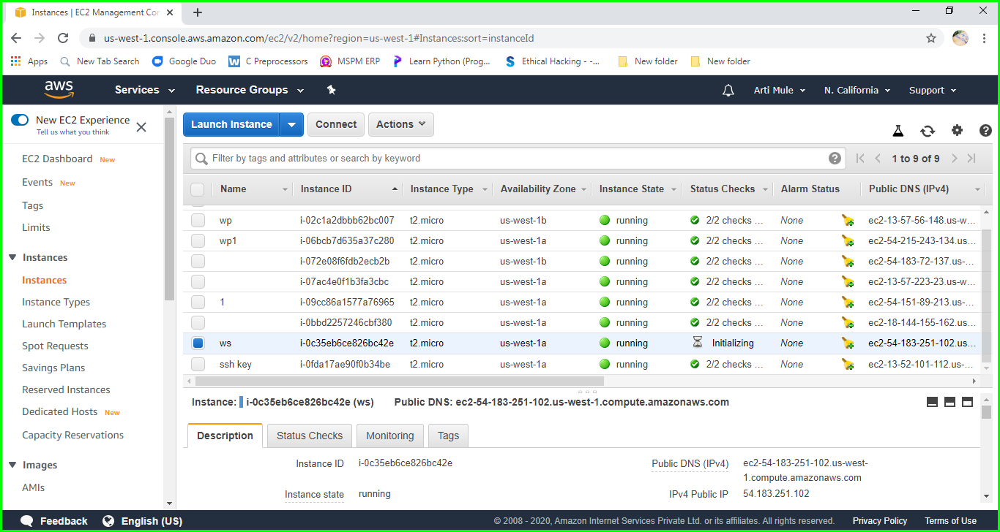 Instances | EC2 Management Con
us-west-1.console.aws.amazon.com/ec2/v2/home?region=us-west-1#Instances:sort=instanceId
Apps New Tab Search Google Duo W C Preprocessors MSPM ERP Learn Python (Prog... S Ethical Hacking - -... New folder New folder
aws Services Resource Groups Arti Mule N. California Support
New EC2 Experience
Tell us what you think
Launch Instance Connect Actions
EC2 Dashboard New
Events New
Tags
Limits
Instances
Instances
Instance Types
Launch Templates
Spot Requests
Savings Plans
Reserved Instances
Dedicated Hosts New
Capacity Reservations
Images
AMIs
Filter by tags and attributes or search by keyword ? 1 to 9 of 9
Name Instance ID Instance Type Availability Zone Instance State Status Checks Alarm Status Public DNS (IPv4)
wp i-02c1a2dbbb62bc007 t2.micro us-west-1b running 2/2 checks ... None ec2-13-57-56-148.us-w...
wp1 i-06bcb7d635a37c280 t2.micro us-west-1a running 2/2 checks ... None ec2-54-215-243-134.us...
i-072e08f6fdb2ecb2b t2.micro us-west-1b running 2/2 checks ... None ec2-54-183-72-137.us-...
i-07ac4e0f1b3fa3cbc t2.micro us-west-1a running 2/2 checks ... None ec2-13-57-223-23.us-w...
1 i-09cc86a1577a76965 t2.micro us-west-1a running 2/2 checks ... None ec2-54-151-89-213.us-...
i-0bbd2257246cbf380 t2.micro us-west-1a running 2/2 checks ... None ec2-18-144-155-162.us...
ws i-0c35eb6ce826bc42e t2.micro us-west-1a running Initializing None ec2-54-183-251-102.us...
ssh key i-0fda17ae90f0b34be t2.micro us-west-1a running 2/2 checks ... None ec2-13-52-101-112.us-...
Instance: i-0c35eb6ce826bc42e (ws) Public DNS: ec2-54-183-251-102.us-west-1.compute.amazonaws.com
Description Status Checks Monitoring Tags
Instance ID i-0c35eb6ce826bc42e Public DNS (IPv4) ec2-54-183-251-102.us-west-
1.compute.amazonaws.com
Instance state running IPv4 Public IP 54.183.251.102
Feedback English (US) © 2008 - 2020, Amazon Internet Services Private Ltd. or its affiliates. All rights reserved. Privacy Policy Terms of Use